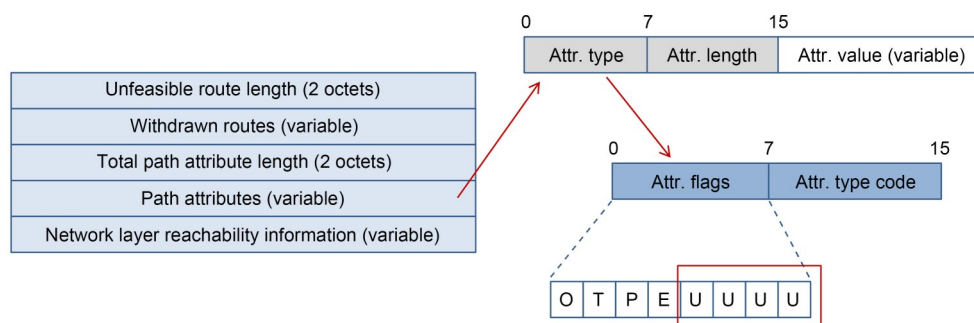 0 7 15
Attr. type Attr. length Attr. value (variable)
Unfeasible route length (2 octets)
Withdrawn routes (variable)
Total path attribute length (2 octets)
Path attributes (variable)
Network layer reachability information (variable)
0 7 15
Attr. flags Attr. type code
O T P E U U U U